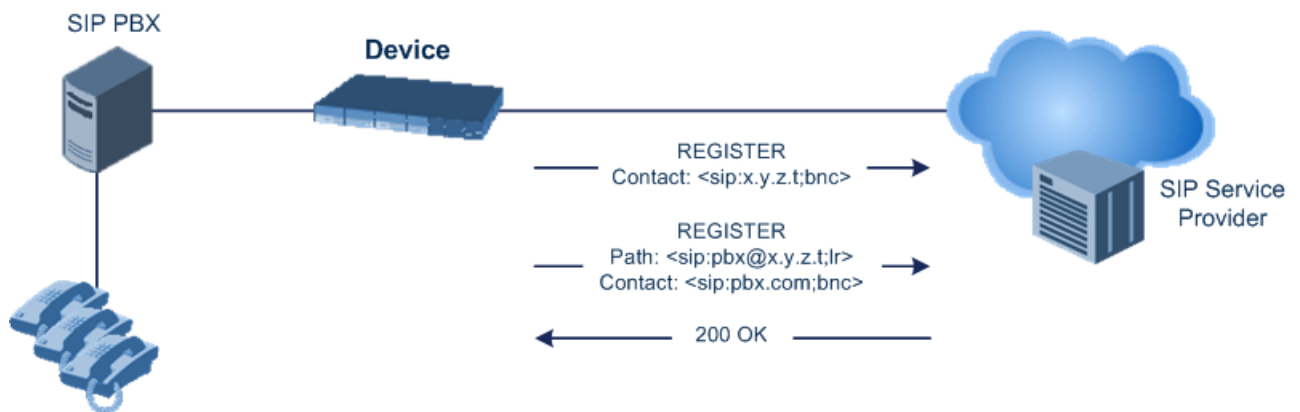 SIP PBX
Device
REGISTER
Contact: <sip:x.y.z.t;bnc>
REGISTER
Path: <sip:pbx@x.y.z.t;lr>
Contact: <sip:pbx.com;bnc>
200 OK
SIP Service
Provider